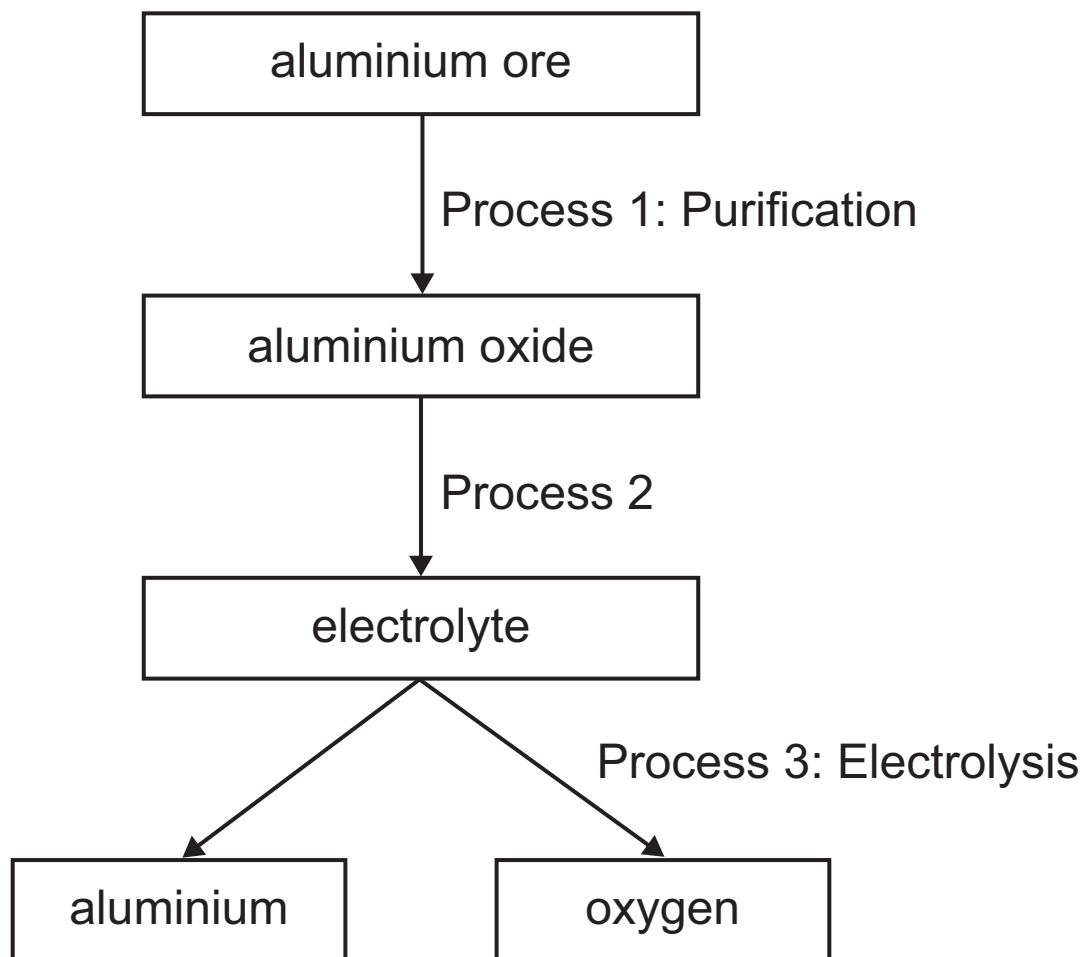 aluminium ore
Process 1: Purification
aluminium oxide
Process 2
electrolyte
Process 3: Electrolysis
aluminium
oxygen